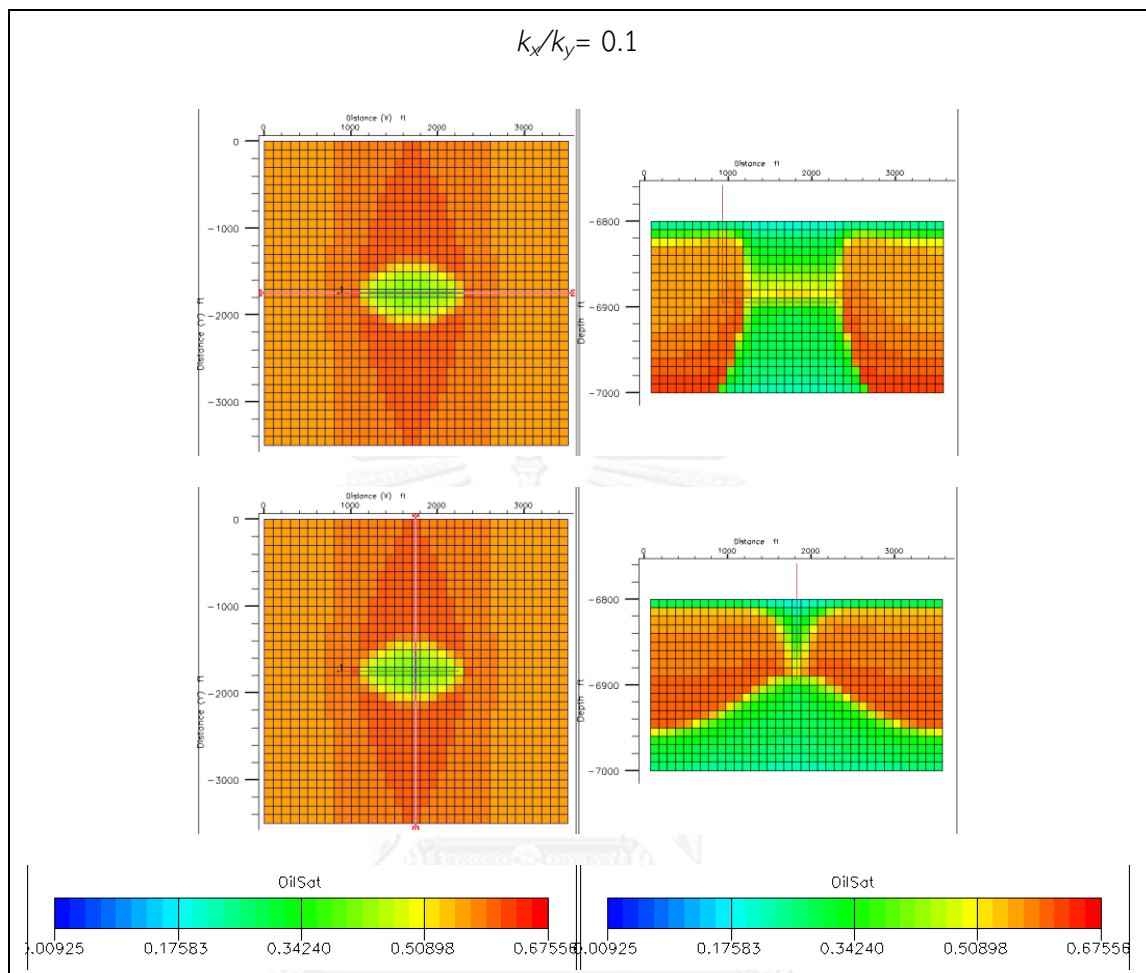 kx/ky= 0.1
Distance (X) ft
0 1000 2000 3000
0
-1000
-2000
-3000
Distance (Y) ft
1
Distance ft
0 1000 2000 3000
-6800
-6900
-7000
Depth ft
Distance (X) ft
0 1000 2000 3000
0
-1000
-2000
-3000
Distance (Y) ft
1
Distance ft
0 1000 2000 3000
-6800
-6900
-7000
Depth ft
OilSat
0.00925 0.17583 0.34240 0.50898 0.67556
OilSat
0.00925 0.17583 0.34240 0.50898 0.67556